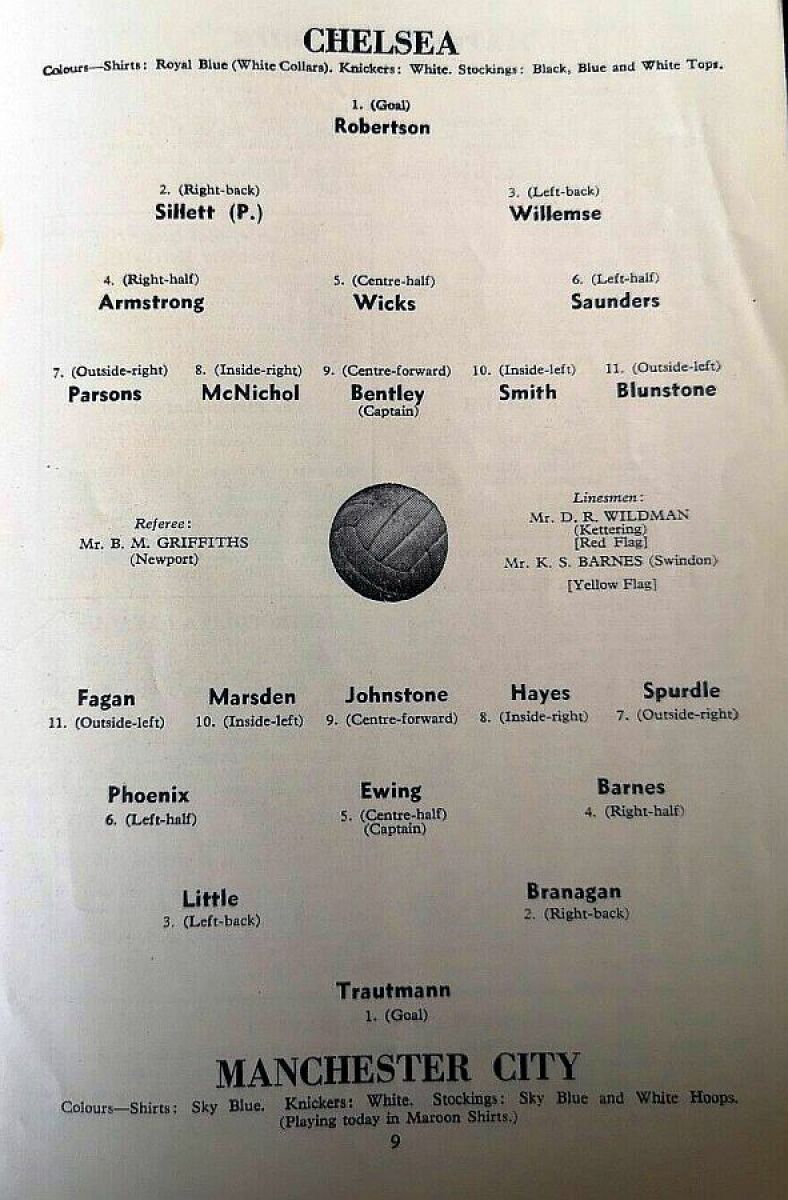 CHELSEA
Colours—Shirts: Royal Blue (White Collars). Knickers: White. Stockings: Black, Blue and White Tops.
1. (Goal)
Robertson
2. (Right-back) 3. (Left-back)
Sillett (P.) Willemse
4. (Right-half) 5. (Centre-half) 6. (Left-half)
Armstrong Wicks Saunders
7. (Outside-right) 8. (Inside-right) 9. (Centre-forward) 10. (Inside-left) 11. (Outside-left)
Parsons McNichol Bentley Smith Blunstone
(Captain)
Referee:
Mr. B. M. GRIFFITHS
(Newport)
Linesmen:
Mr. D. R. WILDMAN
(Kettering)
[Red Flag]
Mr. K. S. BARNES (Swindon)
[Yellow Flag]
Fagan Marsden Johnstone Hayes Spurdle
11. (Outside-left) 10. (Inside-left) 9. (Centre-forward) 8. (Inside-right) 7. (Outside-right)
Phoenix Ewing Barnes
6. (Left-half) 5. (Centre-half) 4. (Right-half)
(Captain)
Little Branagan
3. (Left-back) 2. (Right-back)
Trautmann
1. (Goal)
MANCHESTER CITY
Colours—Shirts: Sky Blue. Knickers: White. Stockings: Sky Blue and White Hoops.
(Playing today in Maroon Shirts.)
9